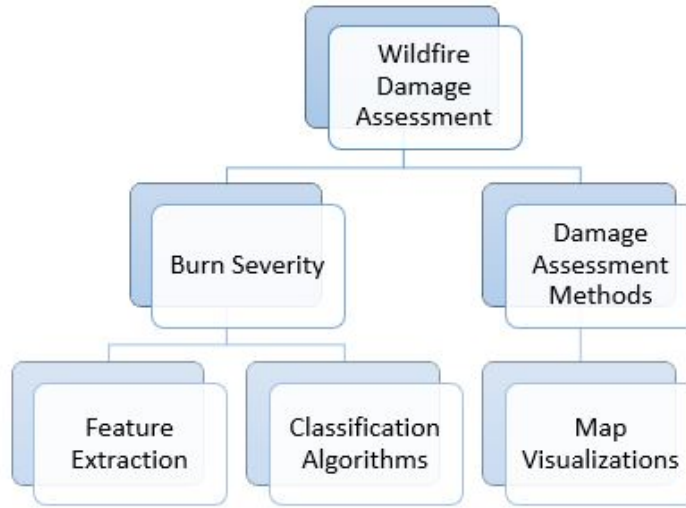 Wildfire
Damage
Assessment
Burn Severity
Damage
Assessment
Methods
Feature
Extraction
Classification
Algorithms
Map
Visualizations